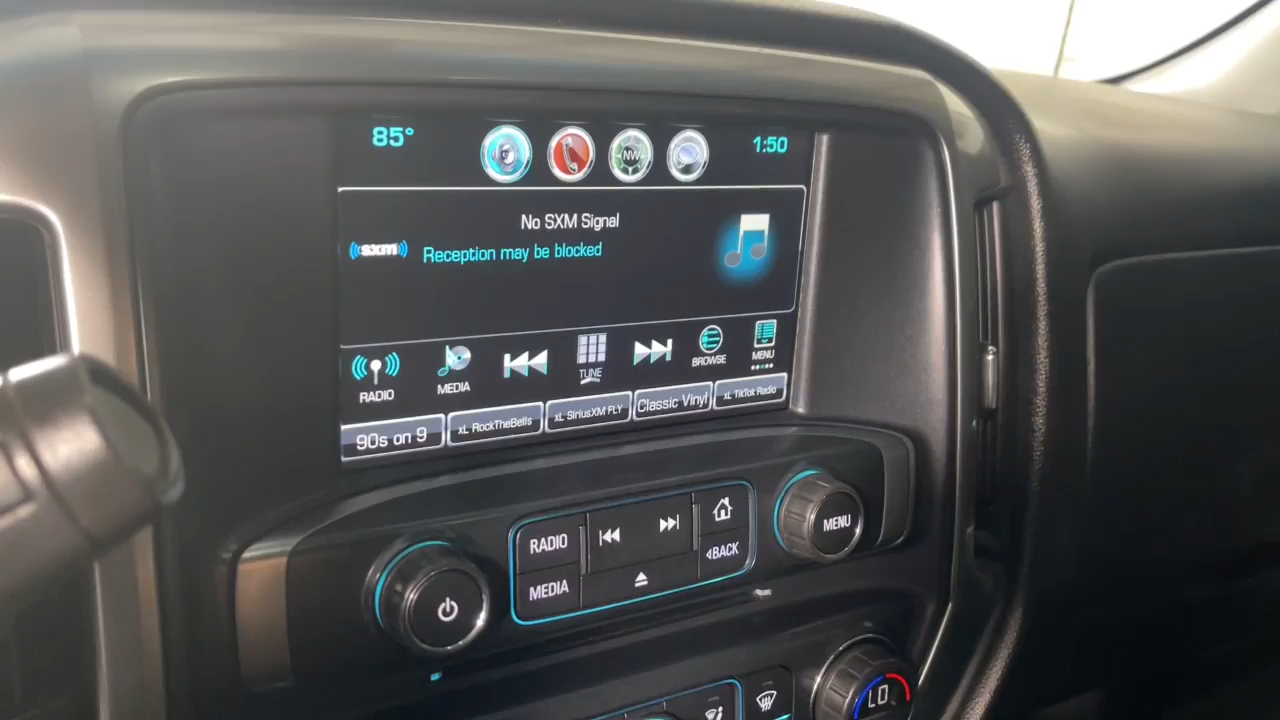 85°
NW
1:50
No SXM Signal
sxm
Reception may be blocked
RADIO
MEDIA
TUNE
BROWSE
MENU
90s on 9
xL RockTheBells
xL SiriusXM FLY
Classic Vinyl
xL TikTok Radio
RADIO
MENU
BACK
MEDIA
LO